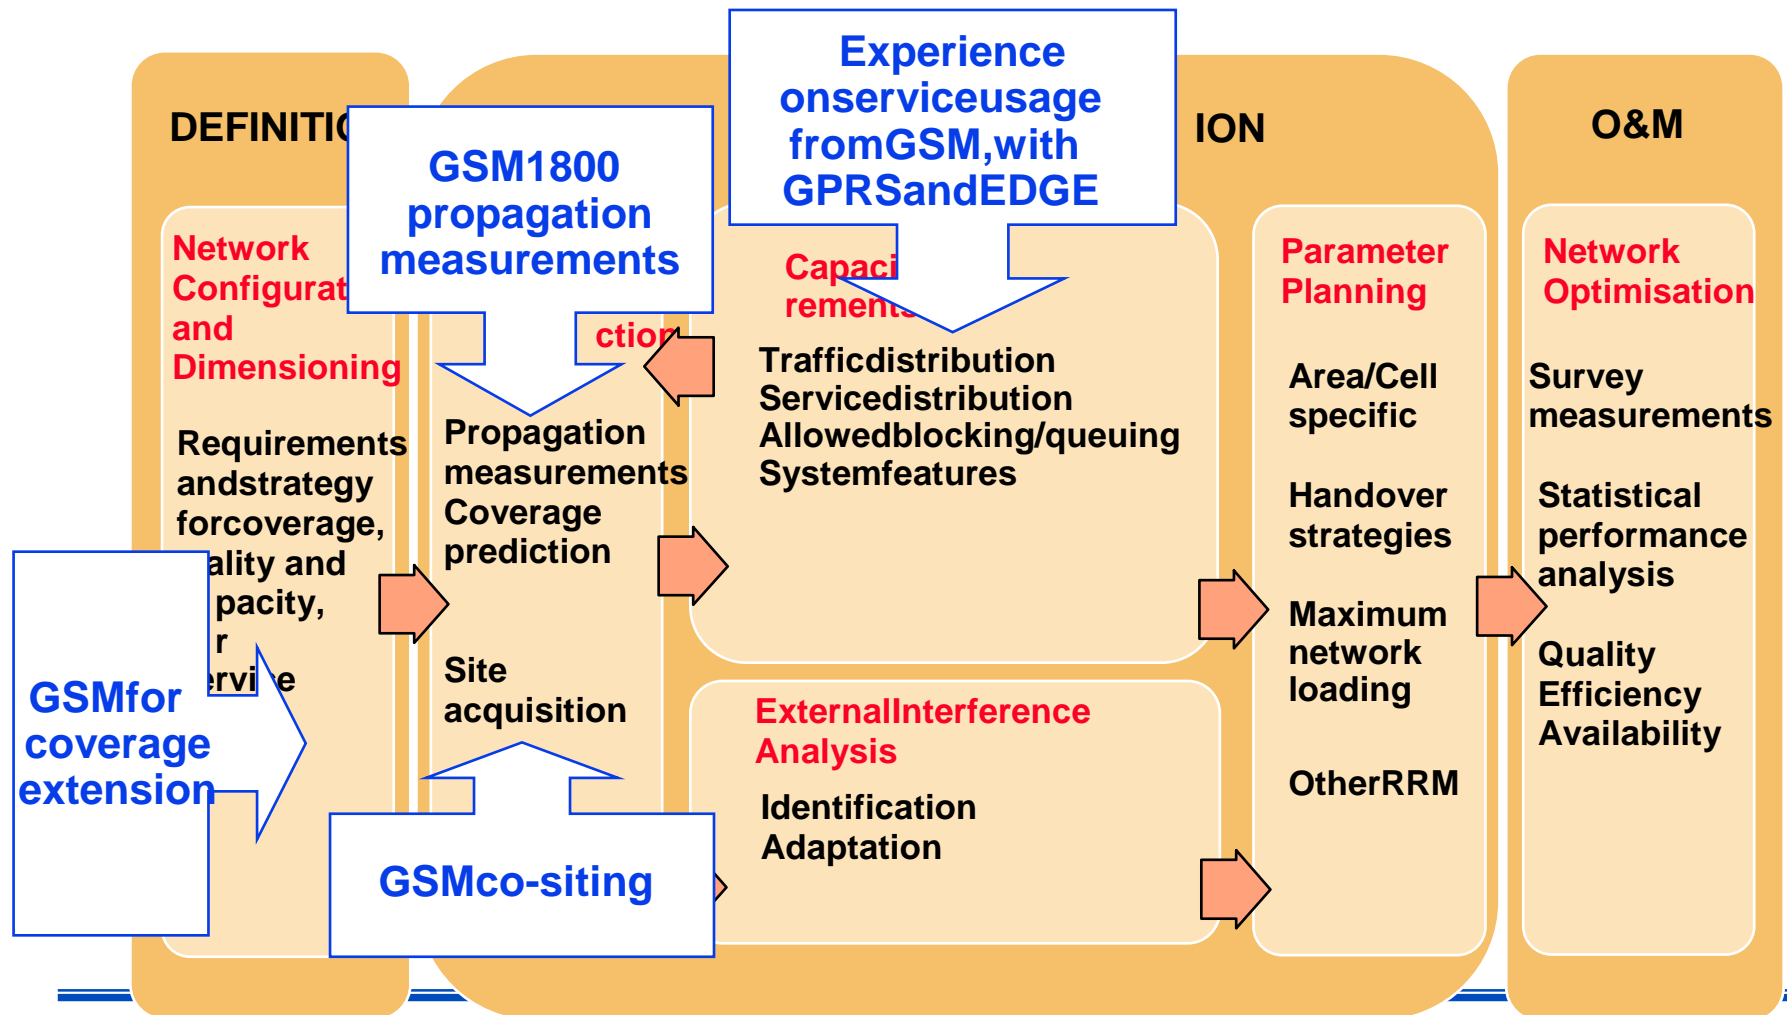 Experience
onserviceusage
fromGSM,with
GPRSandEDGE
DEFINITI
ION
O&M
GSM1800
propagation
measurements
Network
Configurat
and
Dimensioning
Requirements
andstrategy
forcoverage,
ality and
pacity,
r
ervice
GSMfor
coverage
extension
ction
Propagation
measurements
Coverage
prediction
Site
acquisition
GSMco-siting
Capaci
rements
Trafficdistribution
Servicedistribution
Allowedblocking/queuing
Systemfeatures
ExternalInterference
Analysis
Identification
Adaptation
Parameter
Planning
Area/Cell
specific
Handover
strategies
Maximum
network
loading
OtherRRM
Network
Optimisation
Survey
measurements
Statistical
performance
analysis
Quality
Efficiency
Availability